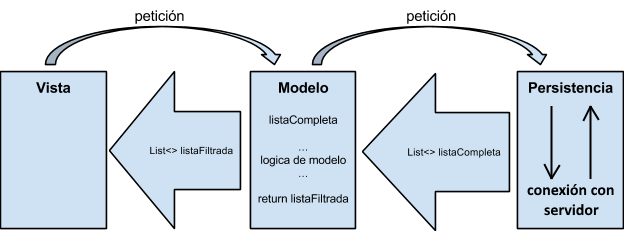 petición
petición
Vista
Modelo
Persistencia
listaCompleta
...
List<> listaFiltrada
logica de modelo
List<> listaCompleta
...
return listaFiltrada
conexión con
servidor